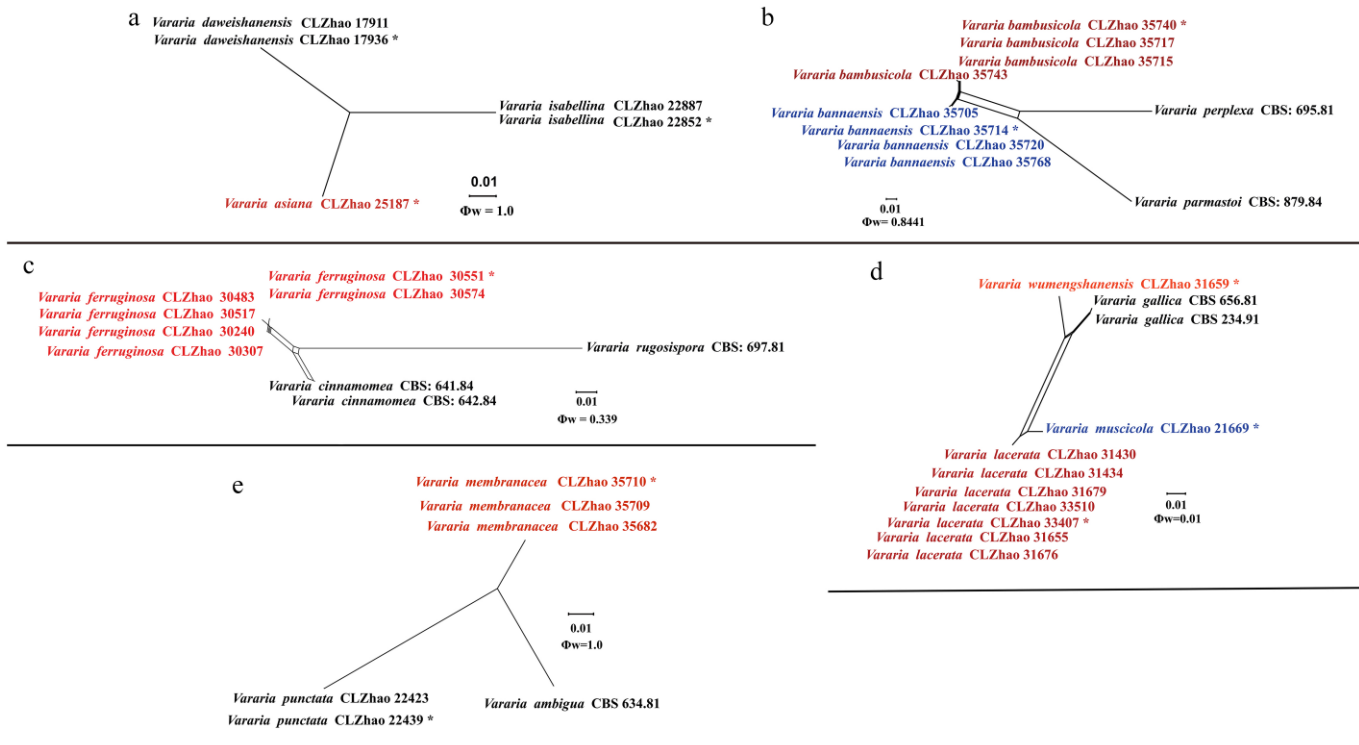 a
Vararia daweishanensis CLZhao 17911
Vararia daweishanensis CLZhao 17936 *
Vararia isabellina CLZhao 22887
Vararia isabellina CLZhao 22852 *
Vararia asiana CLZhao 25187 *
0.01
Φw = 1.0
b
Vararia bambusicola CLZhao 35740 *
Vararia bambusicola CLZhao 35717
Vararia bambusicola CLZhao 35715
Vararia bambusicola CLZhao 35743
Vararia bannaensis CLZhao 35705
Vararia bannaensis CLZhao 35714 *
Vararia bannaensis CLZhao 35720
Vararia bannaensis CLZhao 35768
Vararia perplexa CBS: 695.81
Vararia parmastoi CBS: 879.84
0.01
Φw= 0.8441
c
Vararia ferruginosa CLZhao 30551 *
Vararia ferruginosa CLZhao 30574
Vararia ferruginosa CLZhao 30483
Vararia ferruginosa CLZhao 30517
Vararia ferruginosa CLZhao 30240
Vararia ferruginosa CLZhao 30307
Vararia rugosispora CBS: 697.81
Vararia cinnamomea CBS: 641.84
Vararia cinnamomea CBS: 642.84
0.01
Φw = 0.339
d
Vararia wumengshanensis CLZhao 31659 *
Vararia gallica CBS 656.81
Vararia gallica CBS 234.91
Vararia muscicola CLZhao 21669 *
Vararia lacerata CLZhao 31430
Vararia lacerata CLZhao 31434
Vararia lacerata CLZhao 31679
Vararia lacerata CLZhao 33510
Vararia lacerata CLZhao 33407 *
Vararia lacerata CLZhao 31655
Vararia lacerata CLZhao 31676
0.01
Φw=0.01
e
Vararia membranacea CLZhao 35710 *
Vararia membranacea CLZhao 35709
Vararia membranacea CLZhao 35682
0.01
Φw=1.0
Vararia punctata CLZhao 22423
Vararia punctata CLZhao 22439 *
Vararia ambigua CBS 634.81